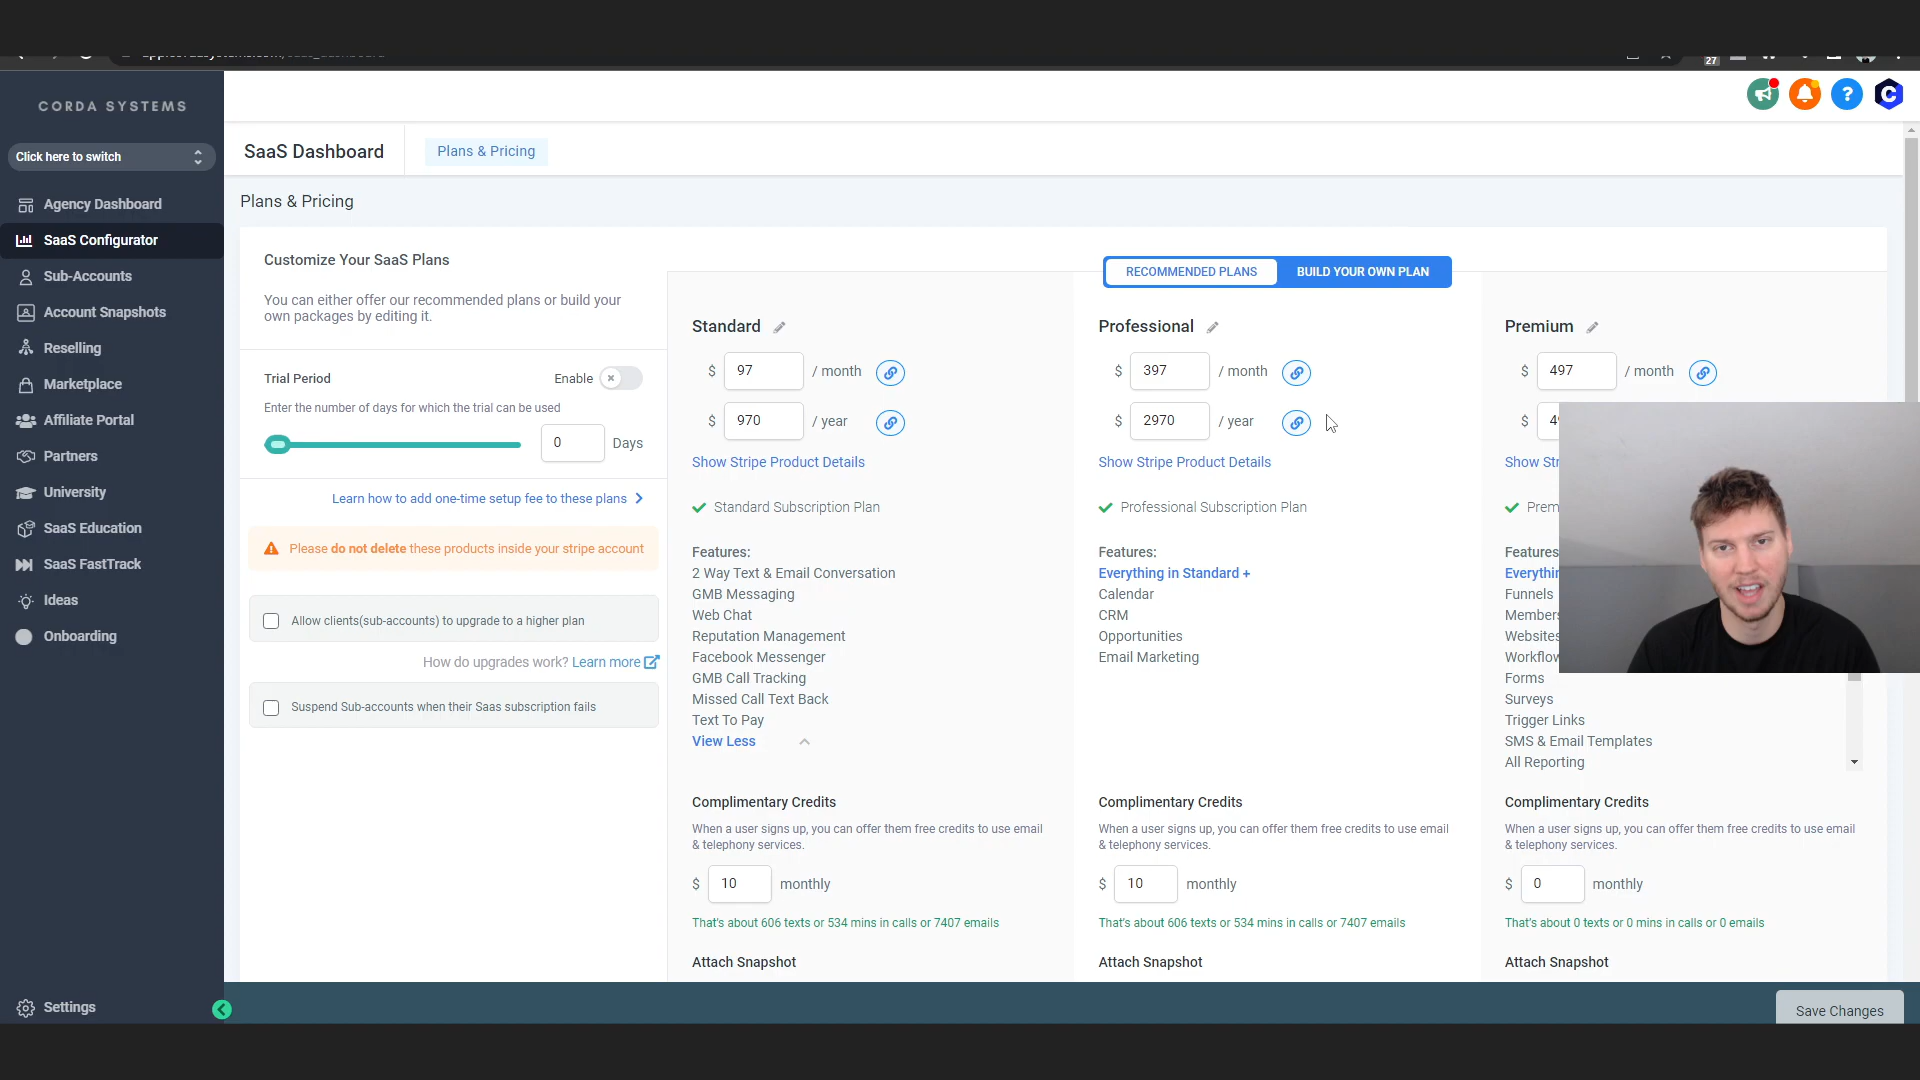 27
CORDA SYSTEMS
Click here to switch
Agency Dashboard
SaaS Configurator
Sub-Accounts
Account Snapshots
Reselling
Marketplace
Affiliate Portal
Partners
University
SaaS Education
SaaS FastTrack
Ideas
Onboarding
Settings
SaaS Dashboard
Plans & Pricing
Plans & Pricing
Customize Your SaaS Plans
You can either offer our recommended plans or build your
own packages by editing it.
Trial Period
Enable
Enter the number of days for which the trial can be used
0 Days
Learn how to add one-time setup fee to these plans
Please do not delete these products inside your stripe account
Allow clients(sub-accounts) to upgrade to a higher plan
How do upgrades work? Learn more
Suspend Sub-accounts when their Saas subscription fails
RECOMMENDED PLANS
BUILD YOUR OWN PLAN
Standard
$ 97 / month
$ 970 / year
Show Stripe Product Details
Standard Subscription Plan
Features:
2 Way Text & Email Conversation
GMB Messaging
Web Chat
Reputation Management
Facebook Messenger
GMB Call Tracking
Missed Call Text Back
Text To Pay
View Less
Complimentary Credits
When a user signs up, you can offer them free credits to use email
& telephony services.
$ 10 monthly
That's about 606 texts or 534 mins in calls or 7407 emails
Attach Snapshot
Professional
$ 397 / month
$ 2970 / year
Show Stripe Product Details
Professional Subscription Plan
Features:
Everything in Standard +
Calendar
CRM
Opportunities
Email Marketing
Complimentary Credits
When a user signs up, you can offer them free credits to use email
& telephony services.
$ 10 monthly
That's about 606 texts or 534 mins in calls or 7407 emails
Attach Snapshot
Premium
$ 497 / month
$
Show
Features
Funnels
Websites
Forms
Surveys
Trigger Links
SMS & Email Templates
All Reporting
Complimentary Credits
When a user signs up, you can offer them free credits to use email
& telephony services.
$ 0 monthly
That's about 0 texts or 0 mins in calls or 0 emails
Attach Snapshot
Save Changes